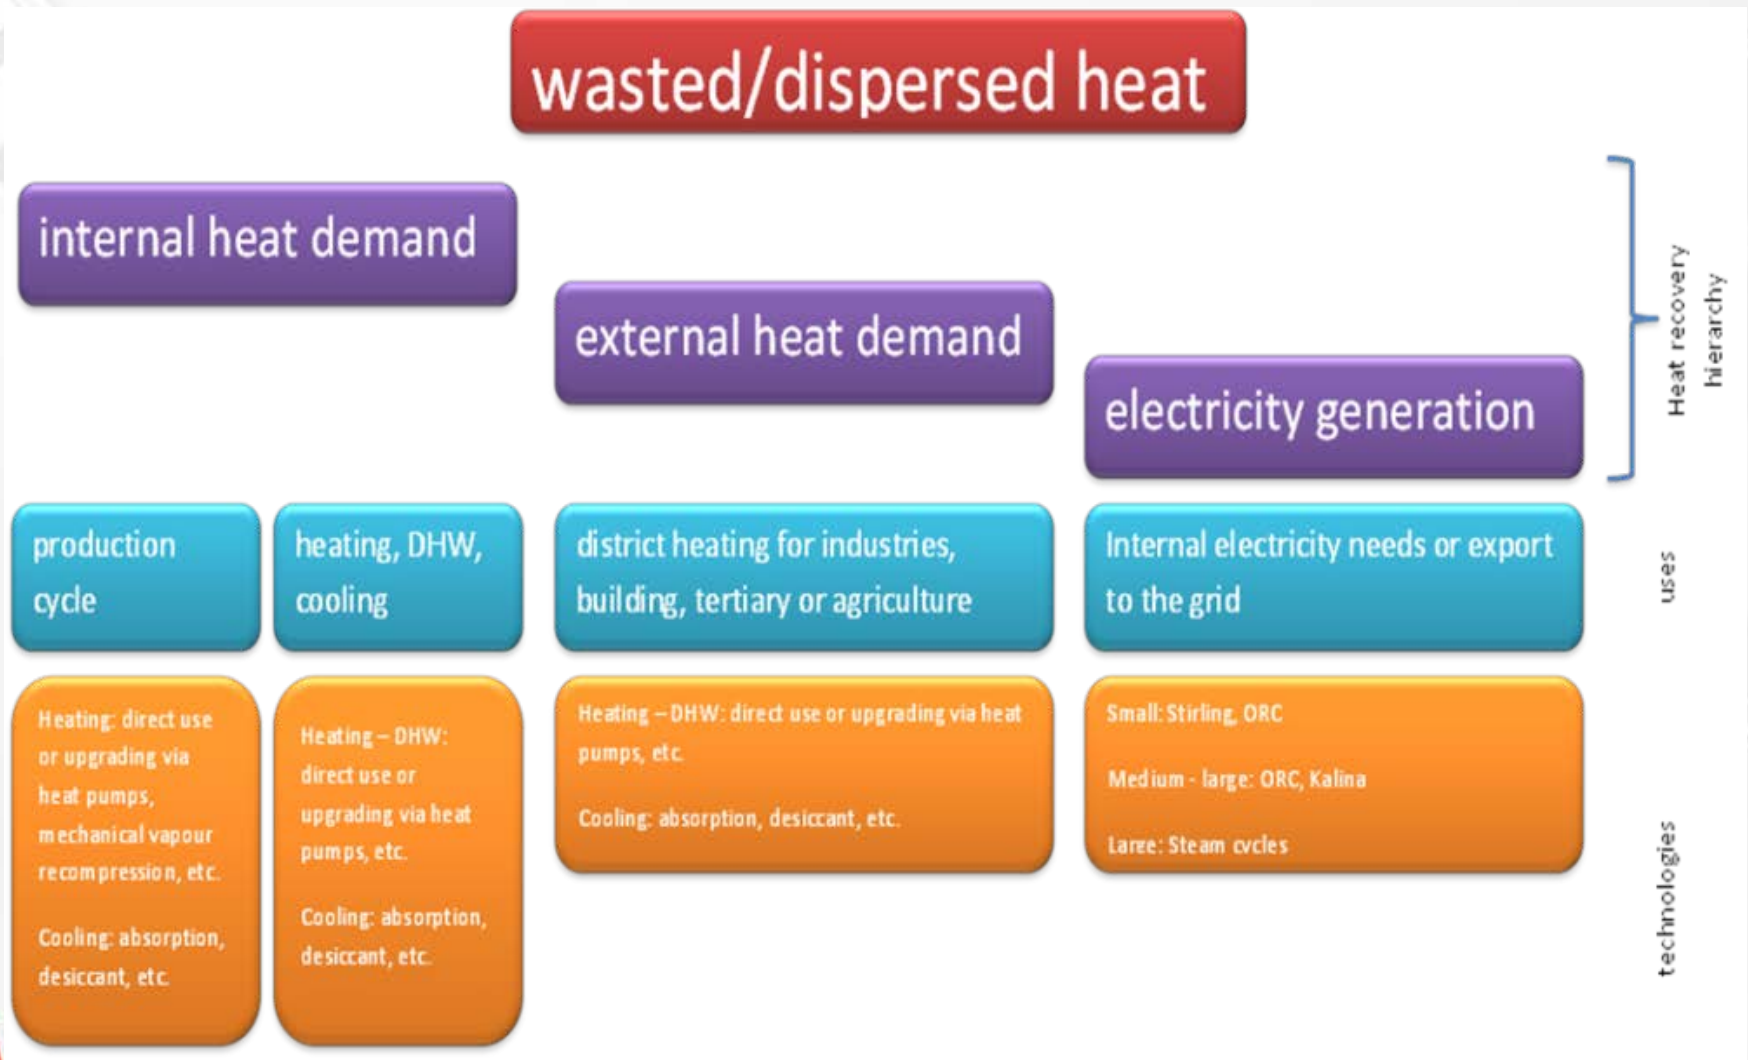 wasted/dispersed heat
internal heat demand
external heat demand
electricity generation
Heat recovery
hierarchy
production
cycle
heating, DHW,
cooling
district heating for industries,
building, tertiary or agriculture
Internal electricity needs or export
to the grid
uses
Heating: direct use
or upgrading via
heat pumps,
mechanical vapour
recompression, etc.
Cooling: absorption,
desiccant, etc.
Heating – DHW:
direct use or
upgrading via heat
pumps, etc.
Cooling: absorption,
desiccant, etc.
Heating – DHW: direct use or upgrading via heat
pumps, etc.
Cooling: absorption, desiccant, etc.
Small: Stirling, ORC
Medium - large: ORC, Kalina
Large: Steam cycles
technologies